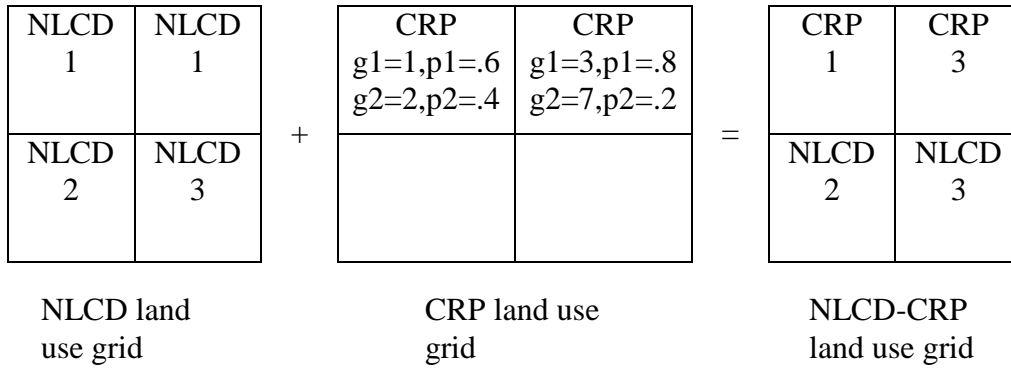 NLCD NLCD CRP CRP CRP CRP
1 1 g1=1,p1=.6 g1=3,p1=.8 1 3
g2=2,p2=.4 g2=7,p2=.2
+ =
NLCD NLCD NLCD NLCD
2 3 2 3
NLCD land CRP land use NLCD-CRP
use grid grid land use grid